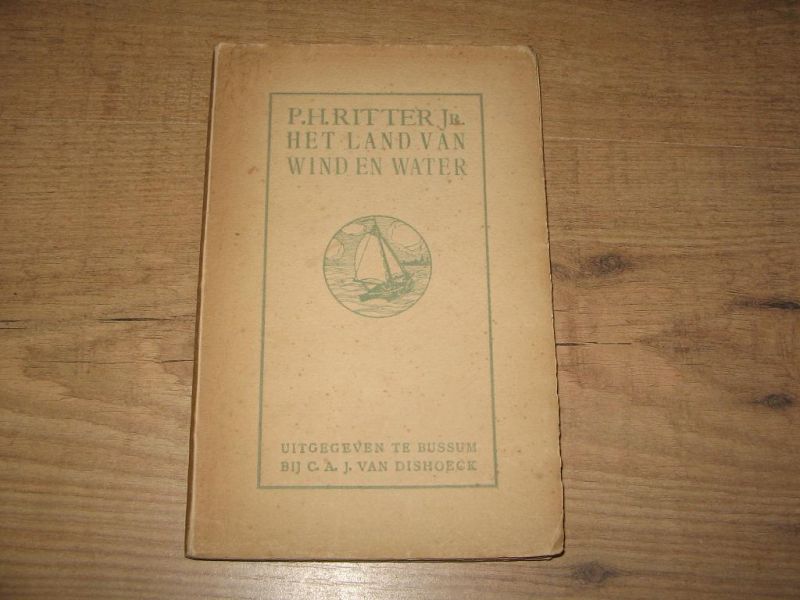 P.H. RITTER JR.
HET LAND VAN
WIND EN WATER
UITGEGEVEN TE BUSSUM
BIJ C. A. J. VAN DISHOECK